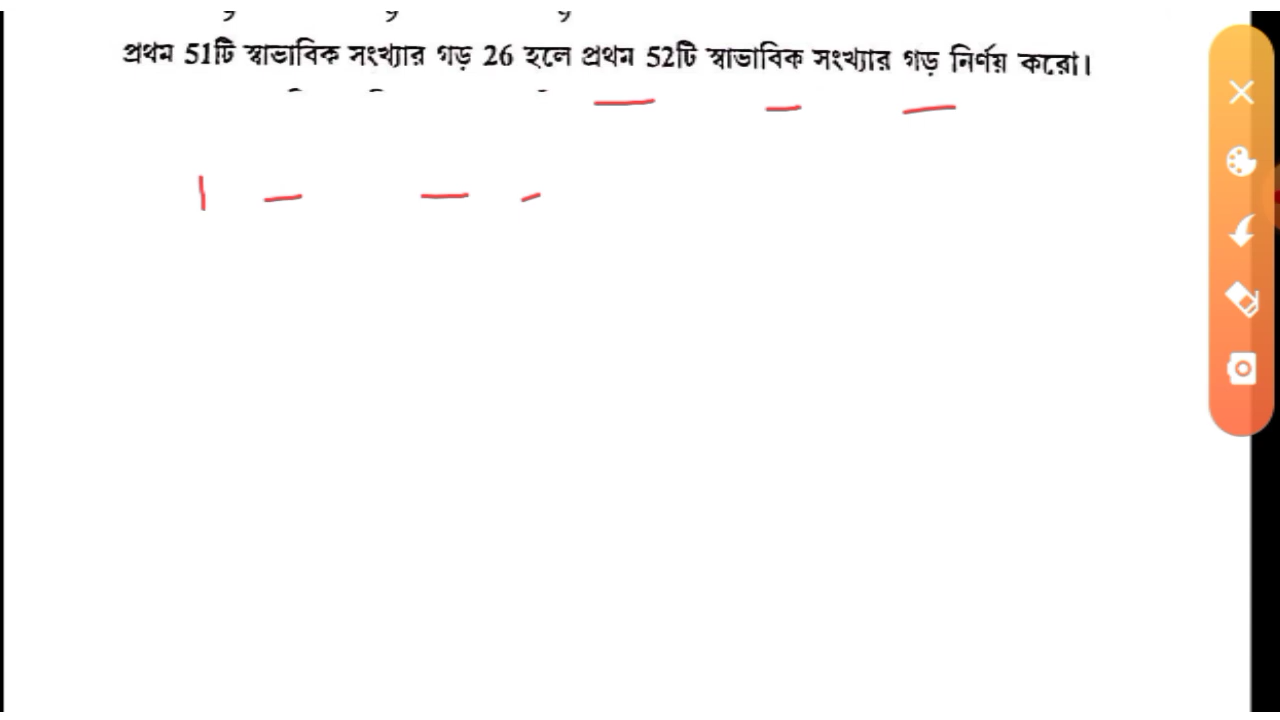 প্রথম 51টি স্বাভাবিক সংখ্যার গড় 26 হলে প্রথম 52টি স্বাভাবিক সংখ্যার গড় নির্ণয় করো।